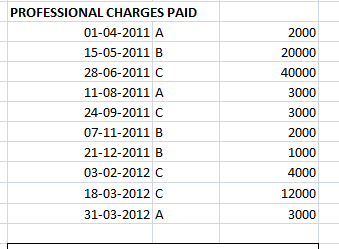 PROFESSIONAL CHARGES PAID
01-04-2011 A 2000
15-05-2011 B 20000
28-06-2011 C 40000
11-08-2011 A 3000
24-09-2011 C 3000
07-11-2011 B 2000
21-12-2011 B 1000
03-02-2012 C 4000
18-03-2012 C 12000
31-03-2012 A 3000